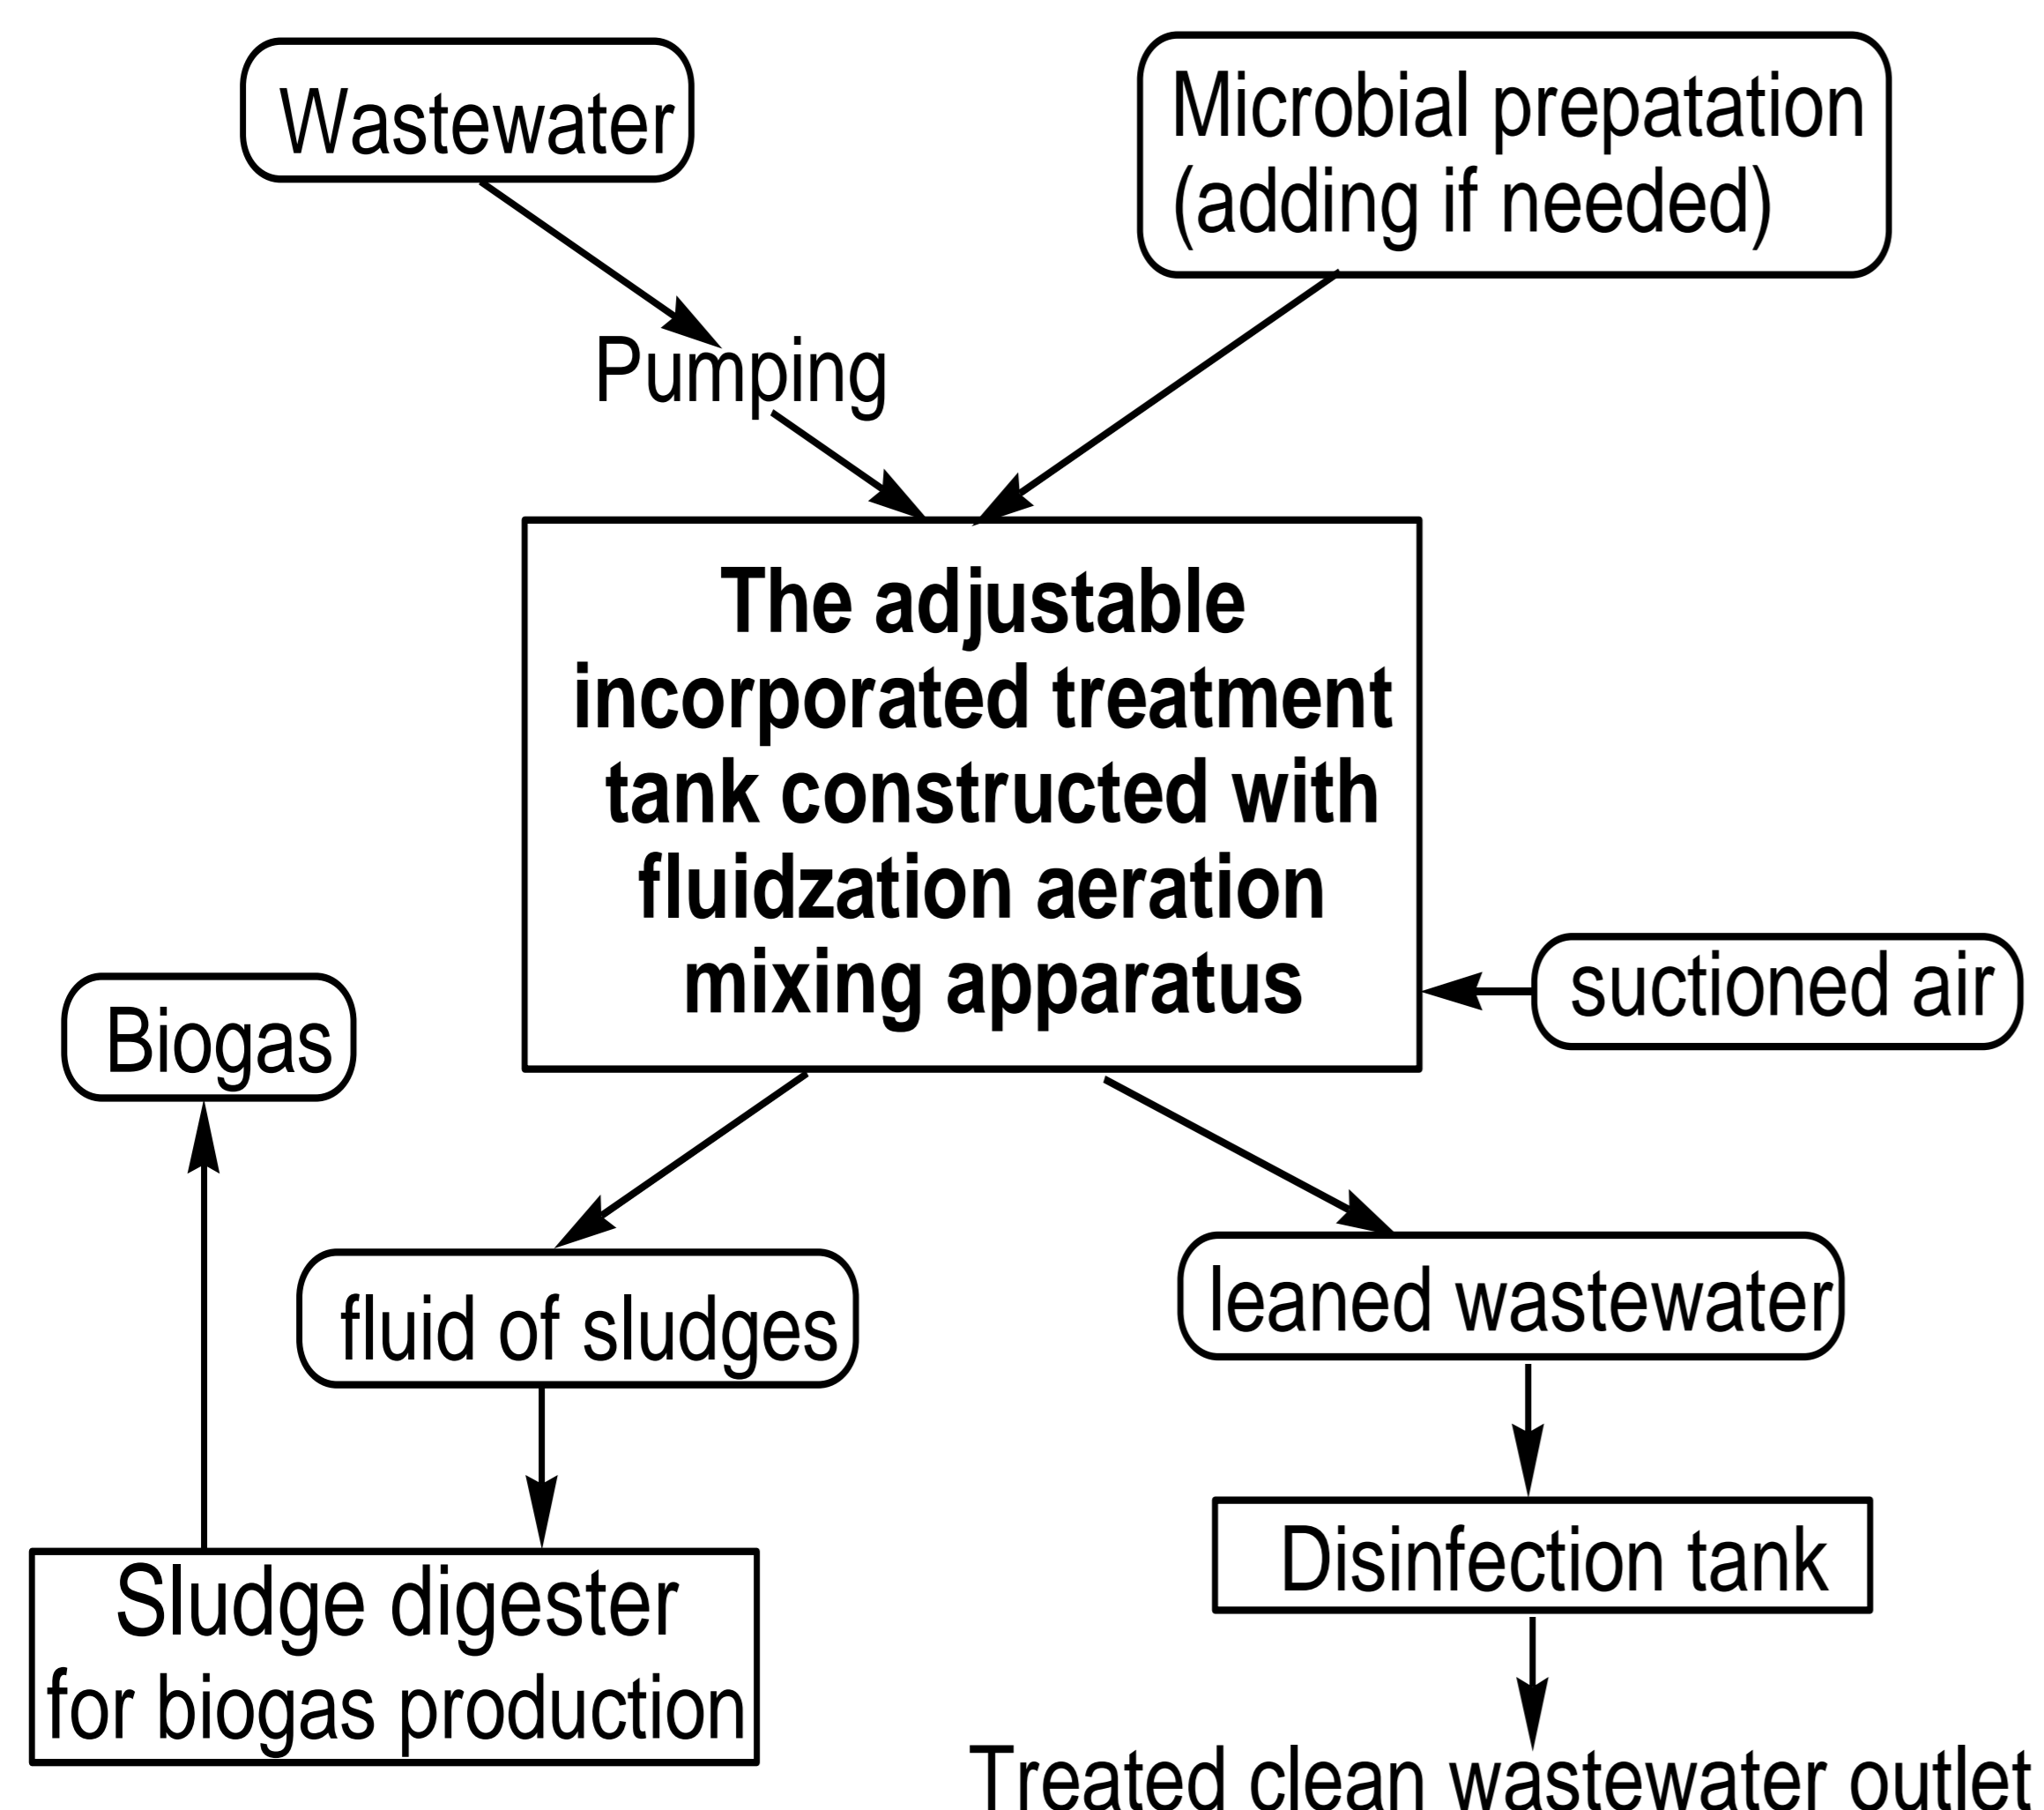 Wastewater
Microbial prepatation
(adding if needed)
Pumping
The adjustable
incorporated treatment
tank constructed with
fluidzation aeration
mixing apparatus
suctioned air
Biogas
fluid of sludges
leaned wastewater
Disinfection tank
Sludge digester
for biogas production
Treated clean wastewater outlet